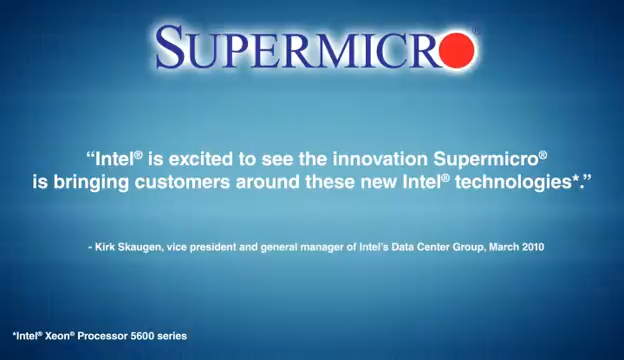 SUPERMICRO®
“Intel® is excited to see the innovation Supermicro®
is bringing customers around these new Intel® technologies*.”
- Kirk Skaugen, vice president and general manager of Intel’s Data Center Group, March 2010
*Intel® Xeon® Processor 5600 series